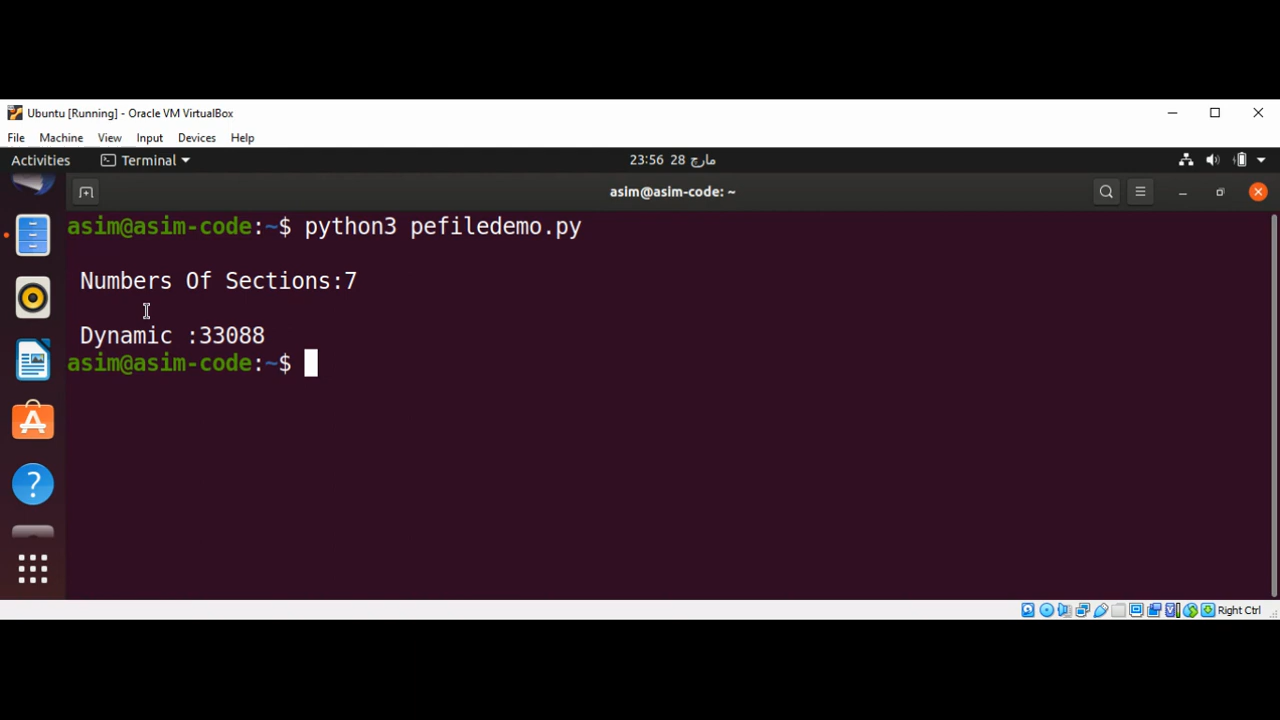 Ubuntu [Running] - Oracle VM VirtualBox
File Machine View Input Devices Help
Activities Terminal 23:56 28 مارچ
asim@asim-code: ~
asim@asim-code:~$ python3 pefiledemo.py
Numbers Of Sections:7
Dynamic :33088
asim@asim-code:~$
Right Ctrl